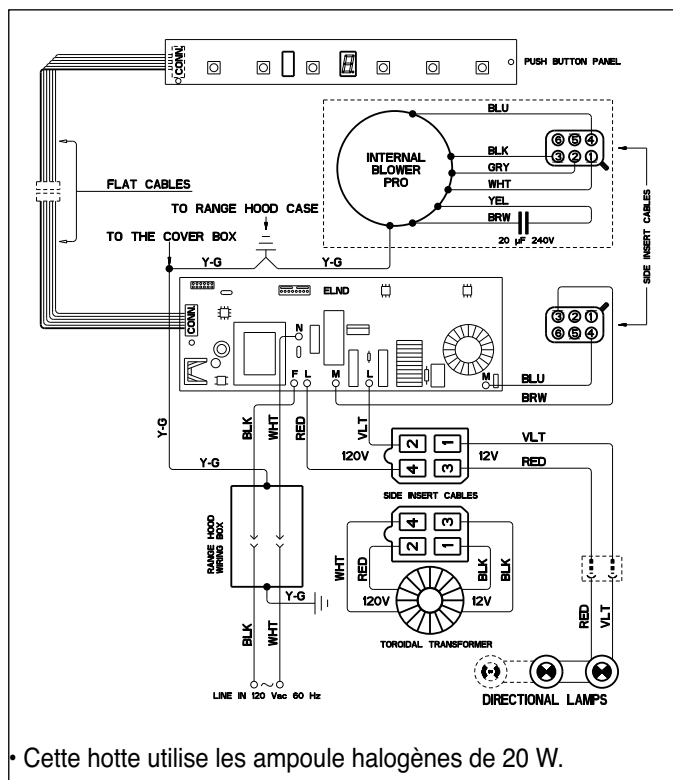 CONN.
8
PUSH BUTTON PANEL
BLU
INTERNAL
BLOWER
PRO
BLK
GRY
WHT
YEL
BRW
20 µF 240V
6 5 4
3 2 1
SIDE INSERT CABLES
FLAT CABLES
TO RANGE HOOD CASE
TO THE COVER BOX
Y-G
Y-G
ELND
CONN.
N
F L M L
M
3 2 1
6 5 4
BLU
BRW
Y-G
BLK
WHT
RED
VLT
Y-G
120V
2 1
4 3
12V
VLT
RED
SIDE INSERT CABLES
RANGE HOOD
WIRING BOX
4 3
2 1
WHT
RED
BLK
BLK
120V
12V
TOROIDAL TRANSFORMER
Y-G
BLK
WHT
RED
VLT
LINE IN 120 Vac 60 Hz
DIRECTIONAL LAMPS
• Cette hotte utilise les ampoule halogènes de 20 W.